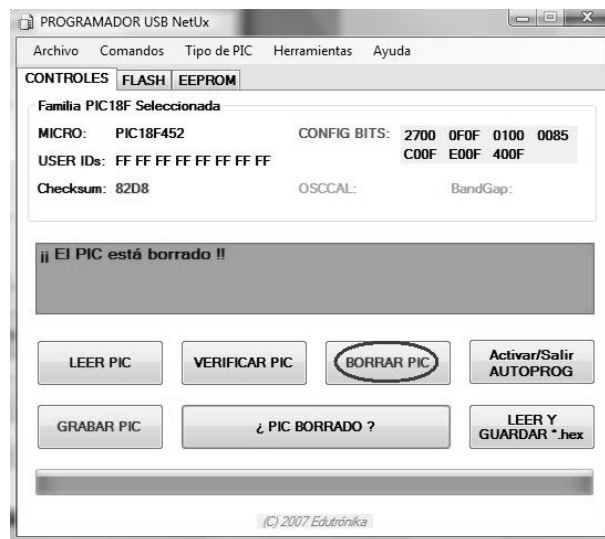 PROGRAMADOR USB NetUx
Archivo Comandos Tipo de PIC Herramientas Ayuda
CONTROLES FLASH EEPROM
Familia PIC18F Seleccionada
MICRO: PIC18F452 CONFIG BITS: 2700 0F0F 0100 0085
C00F E00F 400F
USER IDs: FF FF FF FF FF FF FF FF
Checksum: 82D8 OSCCAL: BandGap:
¡¡ El PIC está borrado !!
LEER PIC VERIFICAR PIC BORRAR PIC Activar/Salir
AUTOPROG
GRABAR PIC ¿ PIC BORRADO ? LEER Y
GUARDAR *.hex
(C) 2007 Edutrónika